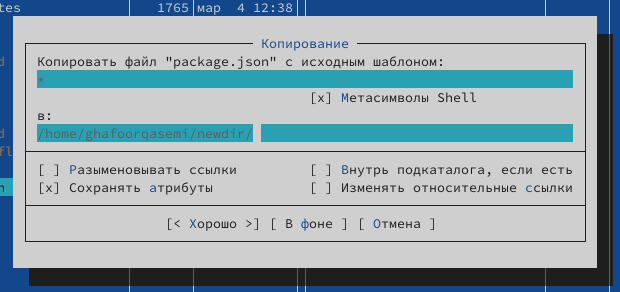 tes 1765 мар 4 12:38
Копирование
Копировать файл "package.json" с исходным шаблоном:
*
[x] Метасимволы Shell
в:
/home/ghafoorqasemi/newdir/
[ ] Разыменовывать ссылки [ ] Внутрь подкаталога, если есть
[x] Сохранять атрибуты [ ] Изменять относительные ссылки
[< Хорошо >] [ В фоне ] [ Отмена ]